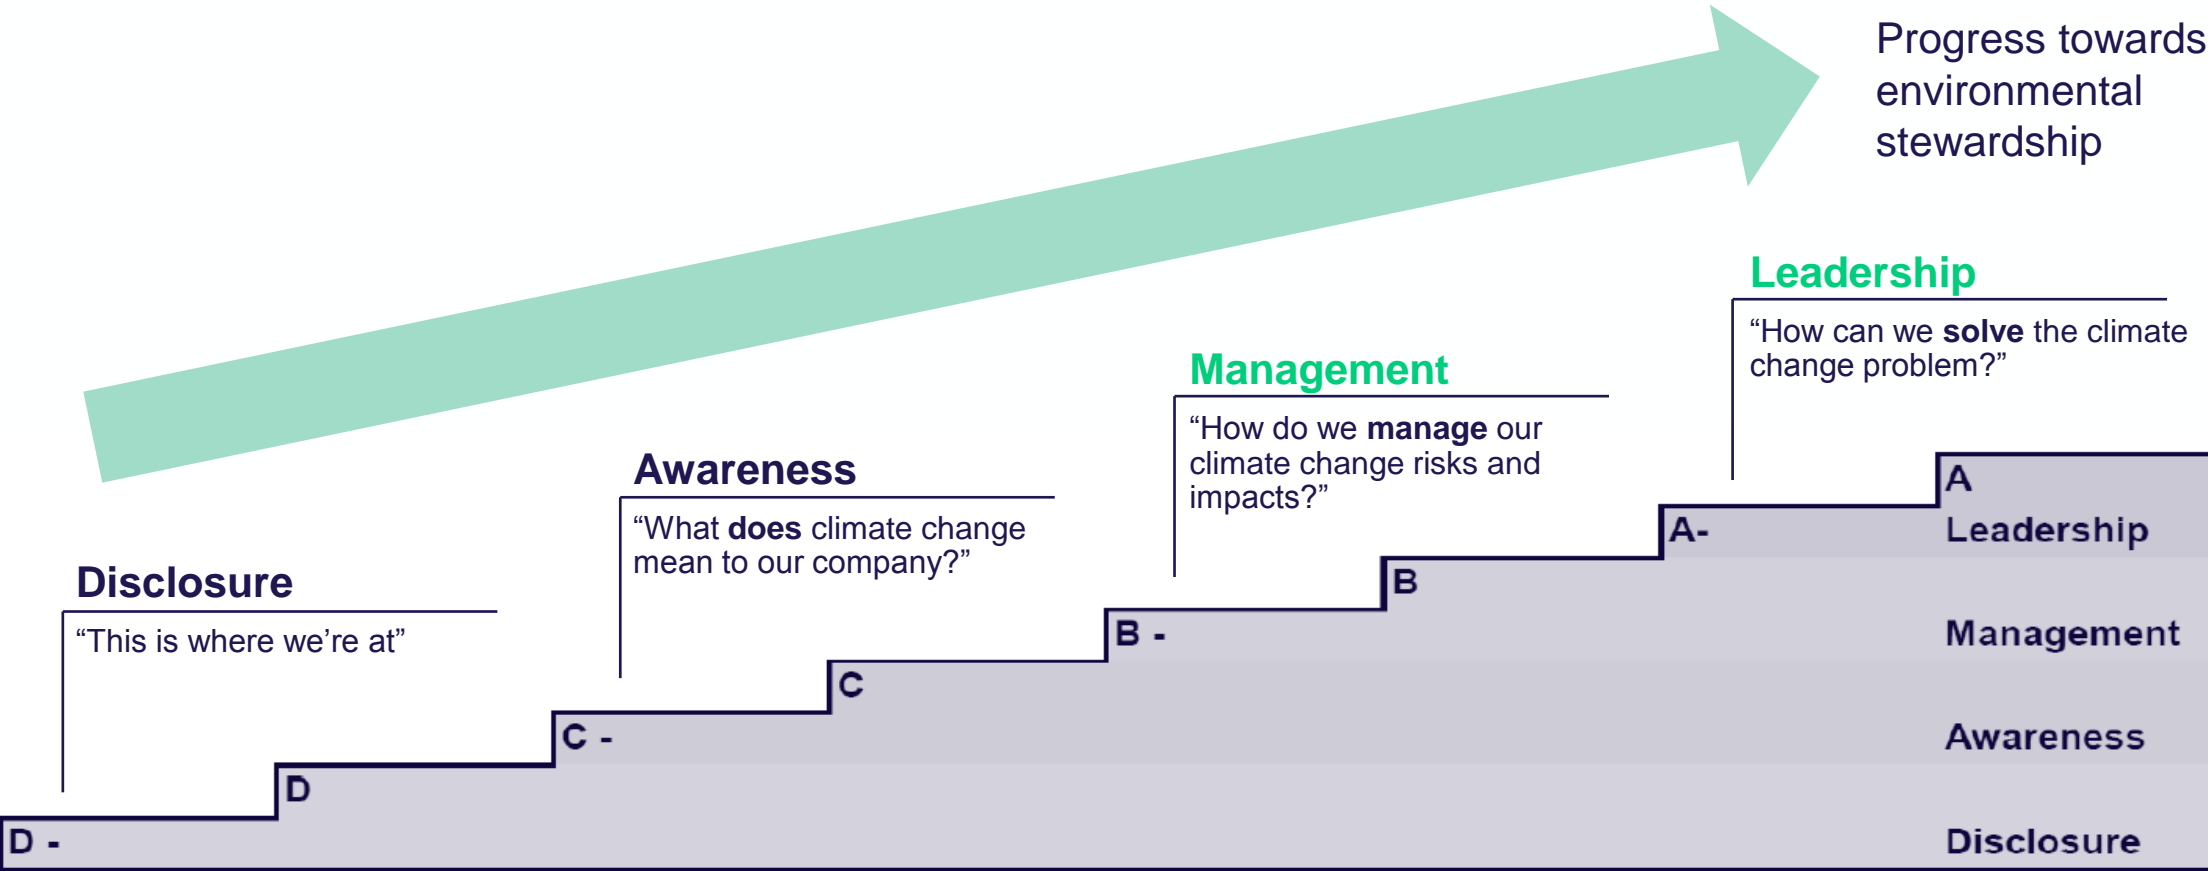 Progress towards
environmental
stewardship
Leadership
“How can we solve the climate
change problem?”
Management
“How do we manage our
climate change risks and
impacts?”
Awareness
“What does climate change
mean to our company?”
Disclosure
“This is where we’re at”
A
Leadership
A-
B
Management
B -
C
Awareness
C -
D
Disclosure
D -